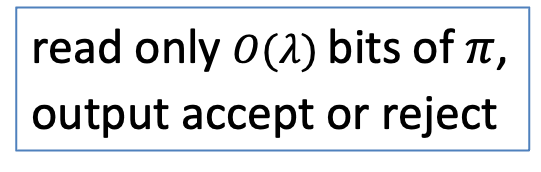 read only 𝑂(𝜆) bits of 𝜋,
output accept or reject